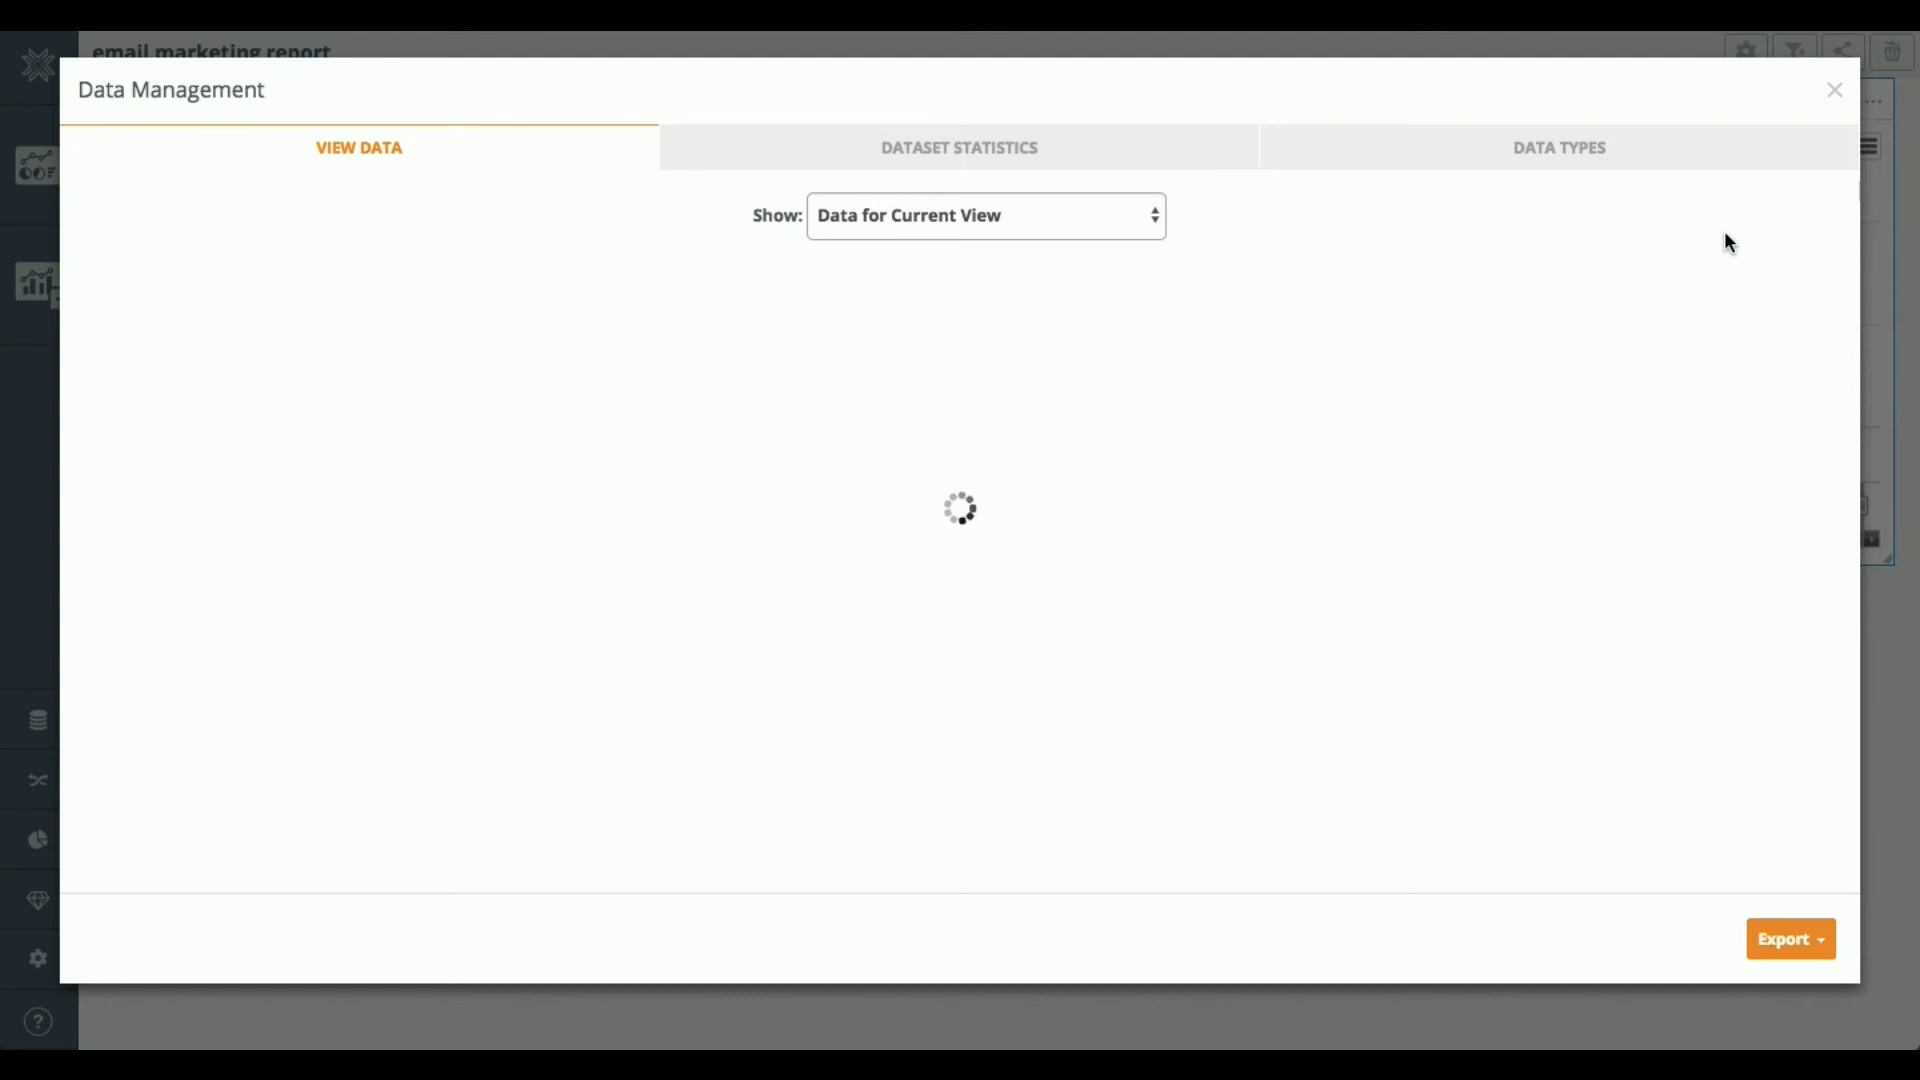 email marketing report
Data Management
VIEW DATA
DATASET STATISTICS
DATA TYPES
Show: Data for Current View
Export
?